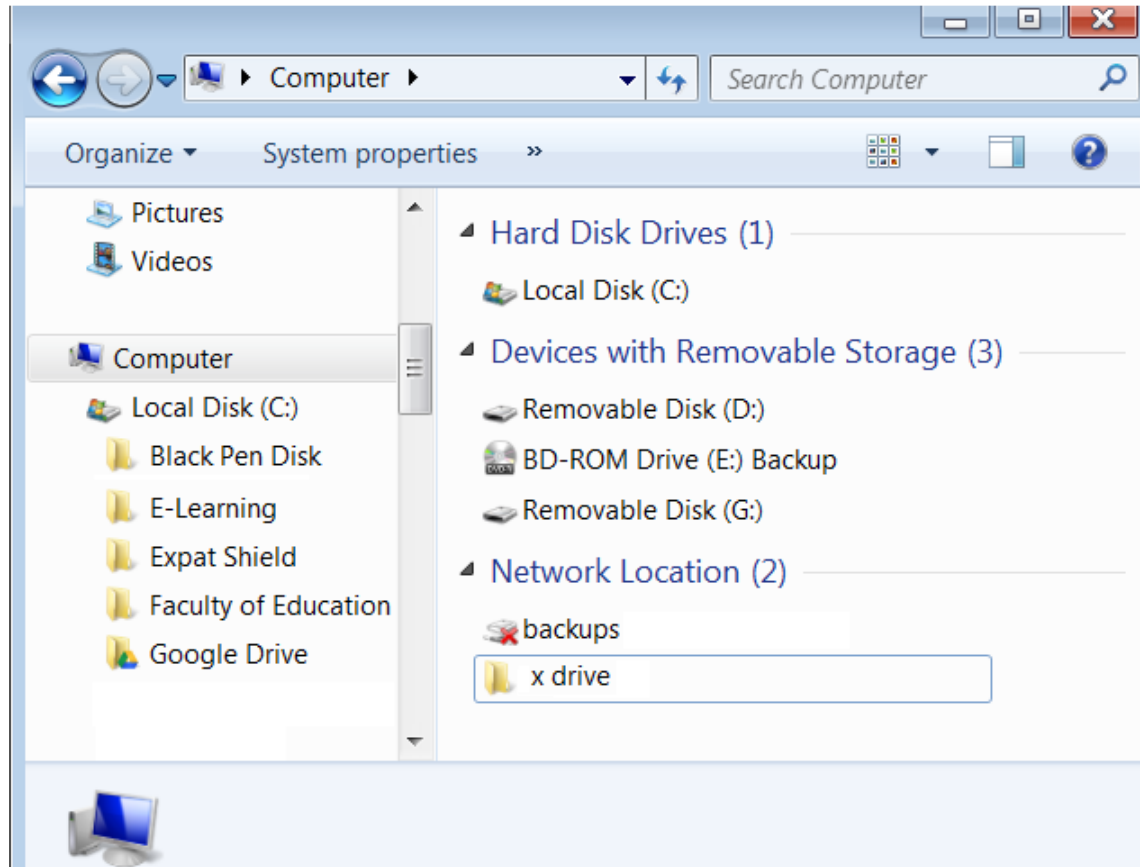 Computer
Search Computer
Organize
System properties »
Pictures
Videos
Computer
Local Disk (C:)
Black Pen Disk
E-Learning
Expat Shield
Faculty of Education
Google Drive
Hard Disk Drives (1)
Local Disk (C:)
Devices with Removable Storage (3)
Removable Disk (D:)
BD-ROM Drive (E:) Backup
Removable Disk (G:)
Network Location (2)
backups
x drive